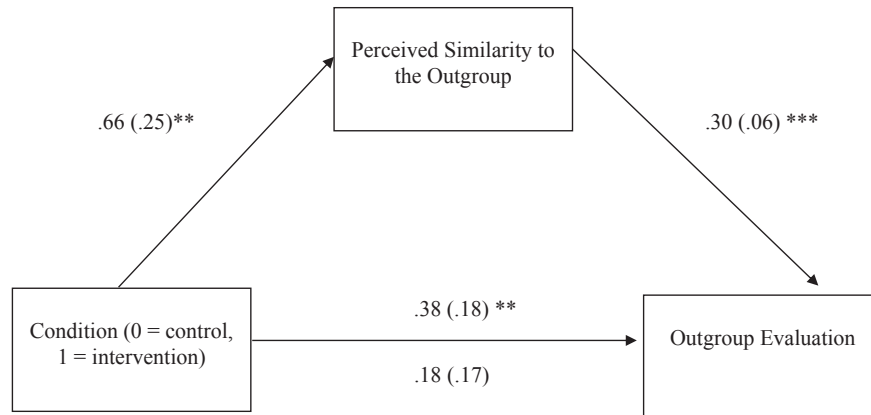 Perceived Similarity to
the Outgroup
.66 (.25)**
.30 (.06) ***
Condition (0 = control,
1 = intervention)
.38 (.18) **
.18 (.17)
Outgroup Evaluation